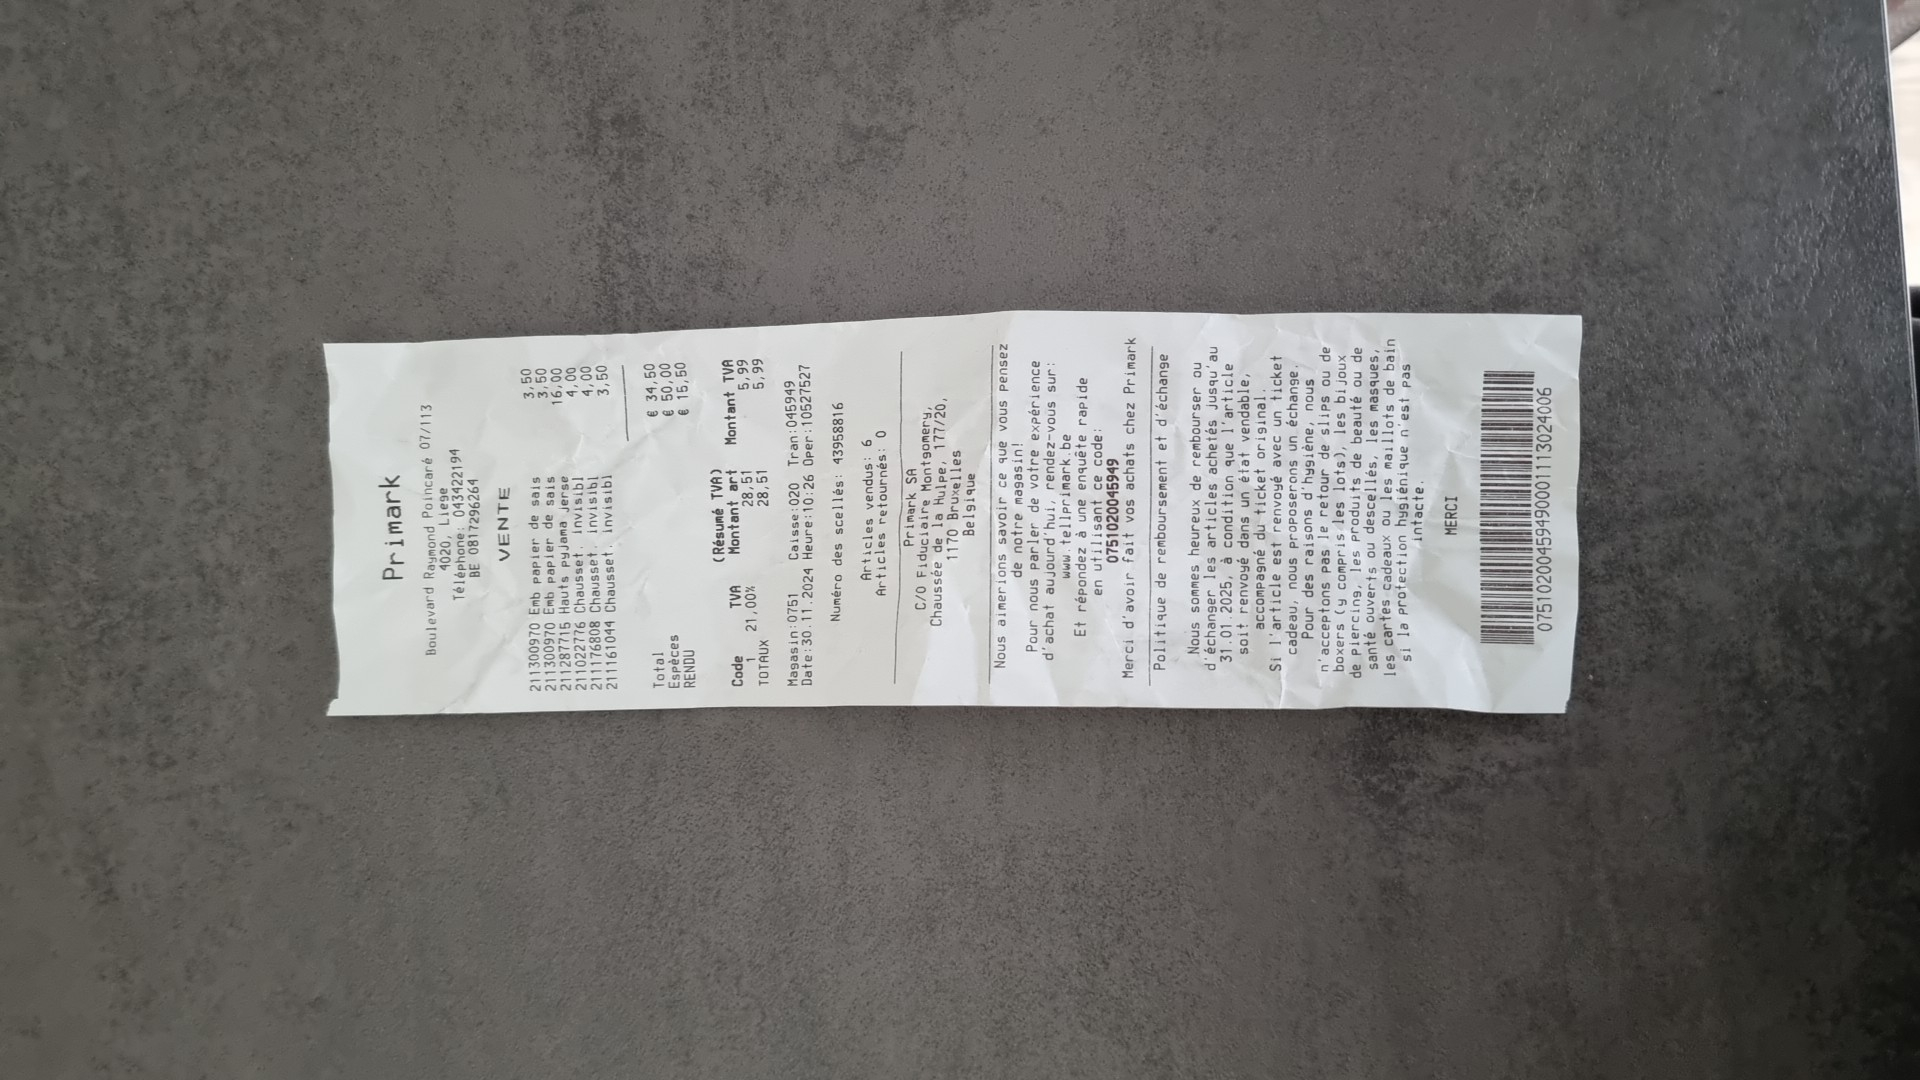 Primark
Boulevard Raymond Poincaré 07/113
4020, Liege
Téléphone: 043422194
BE 0817296264
VENTE
211300970 Emb papier de sais 3,50
211300970 Emb papier de sais 3,50
211287715 Hauts pyjama jerse 16,00
211022776 Chausset. invisibl 4,00
211176808 Chausset. invisibl 4,00
211161044 Chausset. invisibl 3,50
Total € 34,50
Espèces € 50,00
RENDU € 15,50
(Résumé TVA)
Code TVA Montant art Montant TVA
1 21,00% 28,51 5,99
TOTAUX 28,51 5,99
Magasin:0751 Caisse:020 Tran:045949
Date:30.11.2024 Heure:10:26 Oper:10527527
Numéro des scellés: 43958816
Articles vendus: 6
Articles retournés: 0
Primark SA
C/O Fiduciaire Montgomery,
Chaussée de la Hulpe, 177/20,
1170 Bruxelles
Belgique
Nous aimerions savoir ce que vous pensez
de notre magasin!
Pour nous parler de votre expérience
d'achat aujourd'hui, rendez-vous sur:
www.tellprimark.be
Et répondez à une enquête rapide
en utilisant ce code:
0751020045949
Merci d'avoir fait vos achats chez Primark
Politique de remboursement et d'échange
Nous sommes heureux de rembourser ou
d'échanger les articles achetés jusqu'au
31.01.2025, à condition que l'article
soit renvoyé dans un état vendable,
accompagné du ticket original.
Si l'article est renvoyé avec un ticket
cadeau, nous proposerons un échange.
Pour des raisons d'hygiène, nous
n'acceptons pas le retour de slips ou de
boxers (y compris les lots), les bijoux
de piercing, les produits de beauté ou de
santé ouverts ou descellés, les masques,
les cartes cadeaux ou les maillots de bain
si la protection hygiénique n'est pas
intacte.
MERCI
07510200459490001113024006